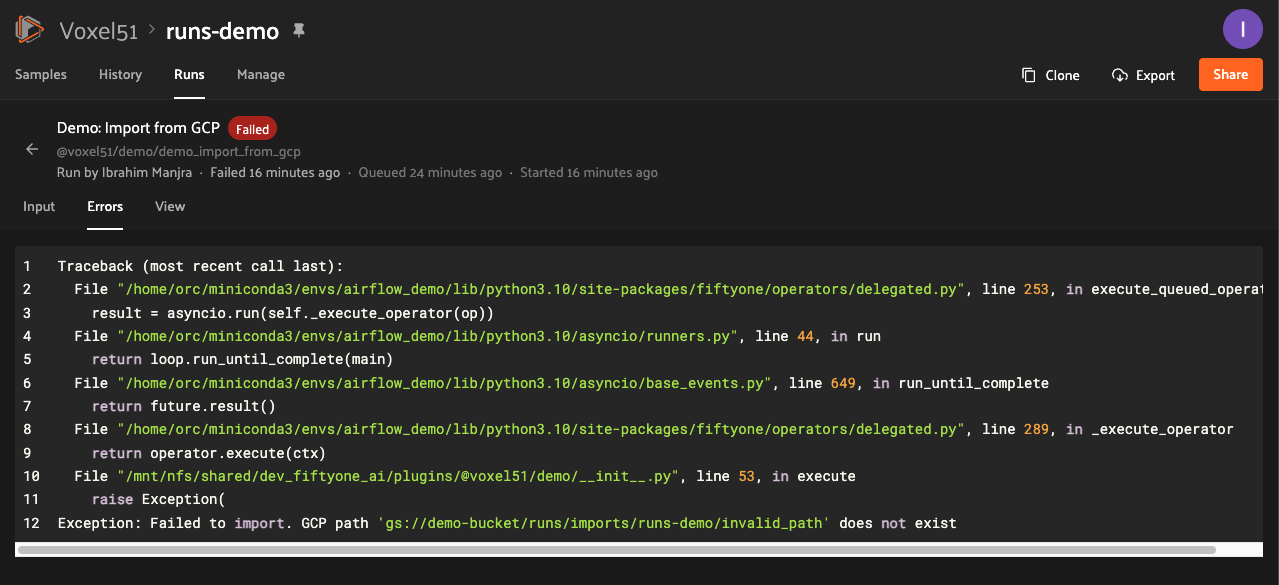 Voxel51 > runs-demo
I
Samples History Runs Manage
Clone Export Share
Demo: Import from GCP Failed
@voxel51/demo/demo_import_from_gcp
Run by Ibrahim Manjra · Failed 16 minutes ago · Queued 24 minutes ago · Started 16 minutes ago
Input Errors View
1 Traceback (most recent call last):
2 File "/home/orc/miniconda3/envs/airflow_demo/lib/python3.10/site-packages/fiftyone/operators/delegated.py", line 253, in execute_queued_operat
3 result = asyncio.run(self._execute_operator(op))
4 File "/home/orc/miniconda3/envs/airflow_demo/lib/python3.10/asyncio/runners.py", line 44, in run
5 return loop.run_until_complete(main)
6 File "/home/orc/miniconda3/envs/airflow_demo/lib/python3.10/asyncio/base_events.py", line 649, in run_until_complete
7 return future.result()
8 File "/home/orc/miniconda3/envs/airflow_demo/lib/python3.10/site-packages/fiftyone/operators/delegated.py", line 289, in _execute_operator
9 return operator.execute(ctx)
10 File "/mnt/nfs/shared/dev_fiftyone_ai/plugins/@voxel51/demo/__init__.py", line 53, in execute
11 raise Exception(
12 Exception: Failed to import. GCP path 'gs://demo-bucket/runs/imports/runs-demo/invalid_path' does not exist